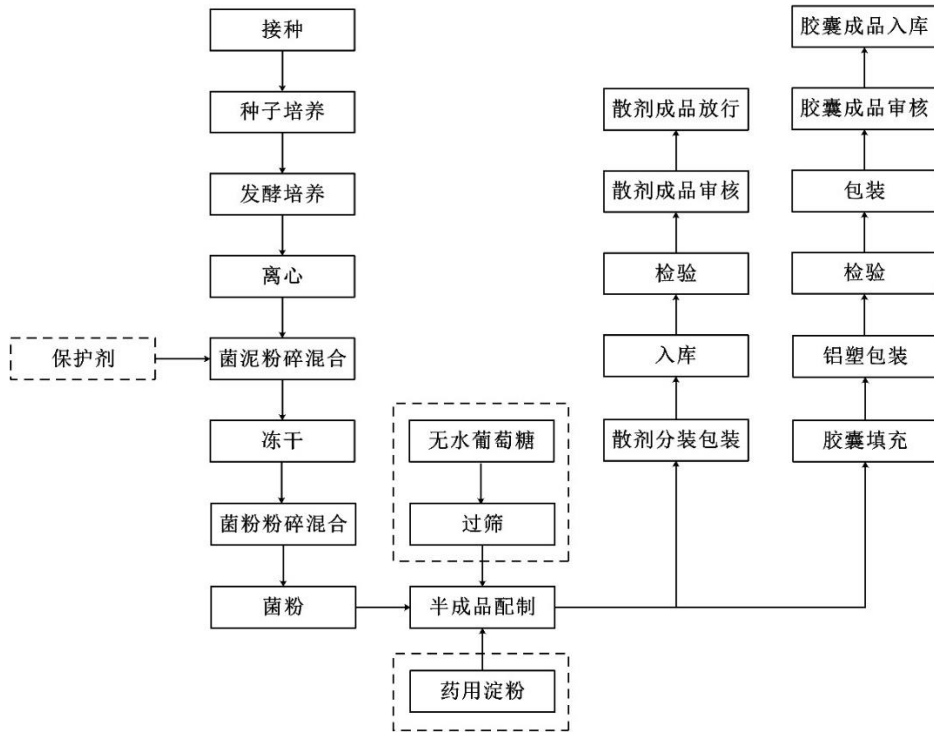 接种
种子培养
发酵培养
离心
保护剂
菌泥粉碎混合
冻干
菌粉粉碎混合
菌粉
无水葡萄糖
过筛
半成品配制
药用淀粉
散剂成品放行
散剂成品审核
检验
入库
散剂分装包装
胶囊成品入库
胶囊成品审核
包装
检验
铝塑包装
胶囊填充